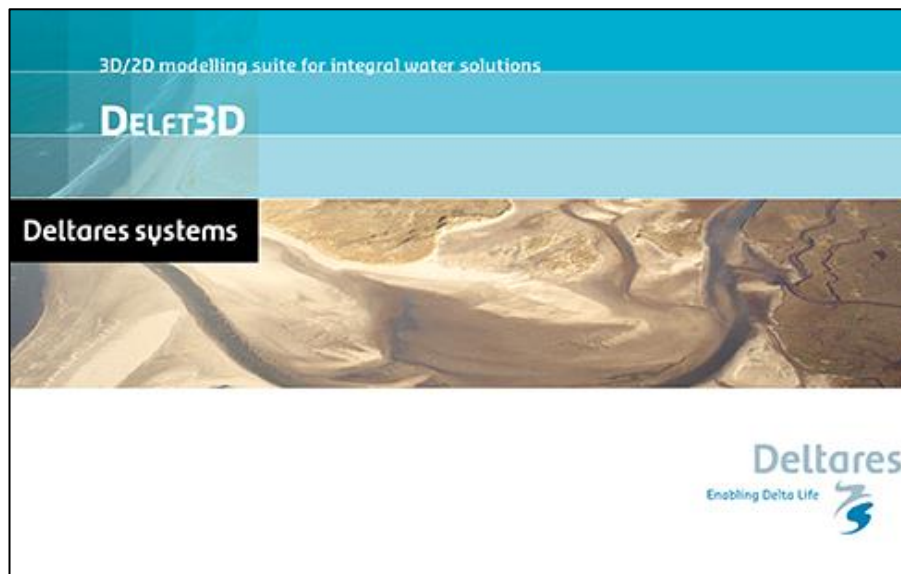 3D/2D modelling suite for integral water solutions
DELFT3D
Deltares systems
Deltares
Enabling Delta Life